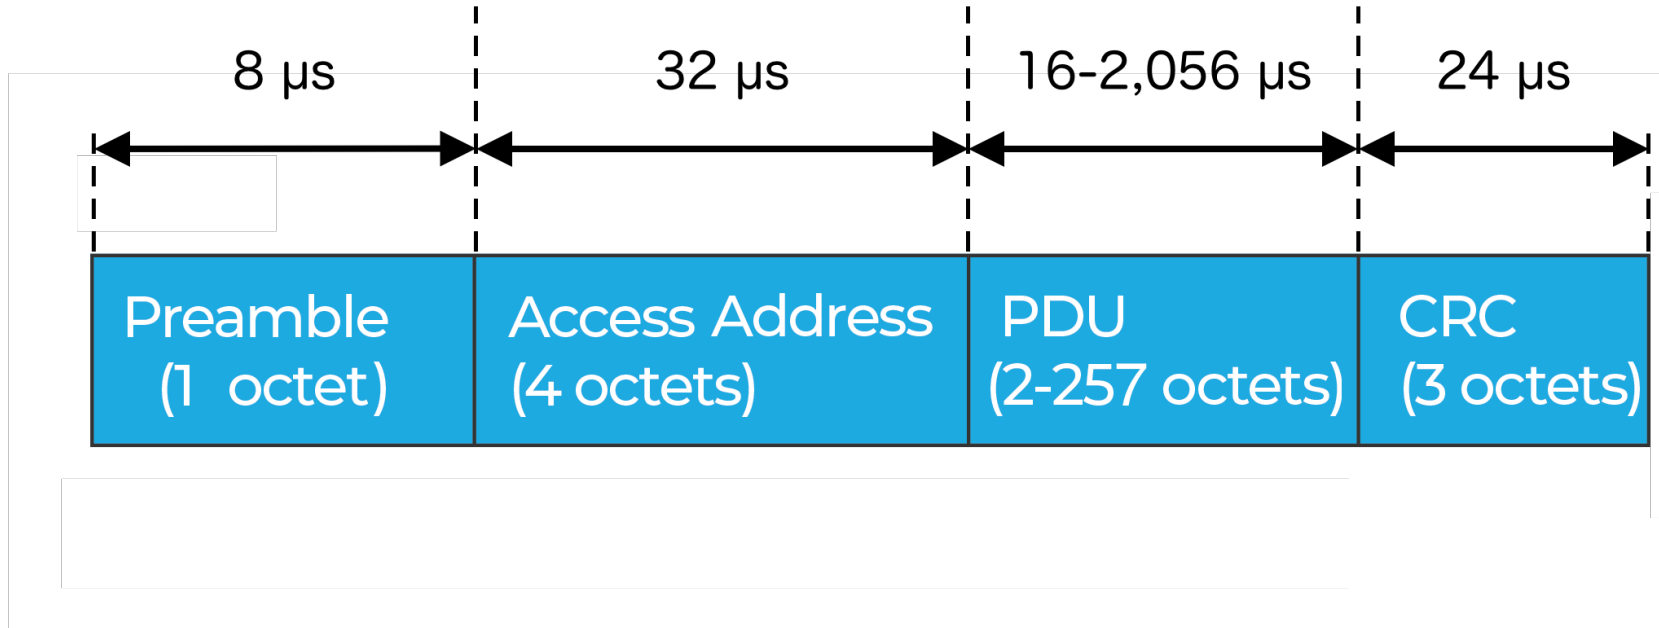 8 μs
32 μs
16-2,056 μs
24 μs
Preamble
(1 octet)
Access Address
(4 octets)
PDU
(2-257 octets)
CRC
(3 octets)